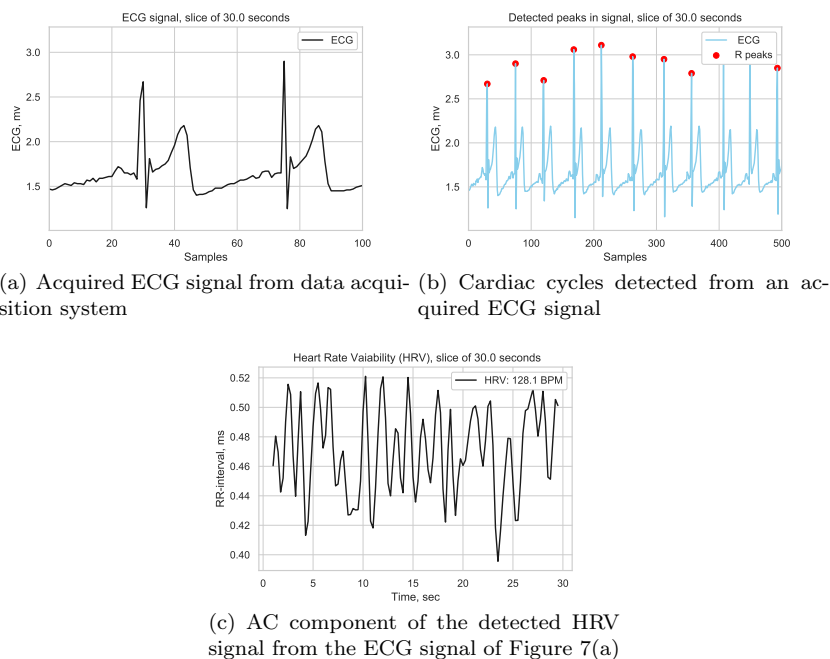 ECG signal, slice of 30.0 seconds
ECG
ECG, mv
3.0
2.5
2.0
1.5
0 20 40 60 80 100
Samples
(a) Acquired ECG signal from data acqui-
sition system
Detected peaks in signal, slice of 30.0 seconds
ECG
R peaks
ECG, mv
3.0
2.5
2.0
1.5
0 100 200 300 400 500
Samples
(b) Cardiac cycles detected from an ac-
quired ECG signal
Heart Rate Vaiability (HRV), slice of 30.0 seconds
HRV: 128.1 BPM
RR-interval, ms
0.52
0.50
0.48
0.46
0.44
0.42
0.40
0 5 10 15 20 25 30
Time, sec
(c) AC component of the detected HRV
signal from the ECG signal of Figure 7(a)